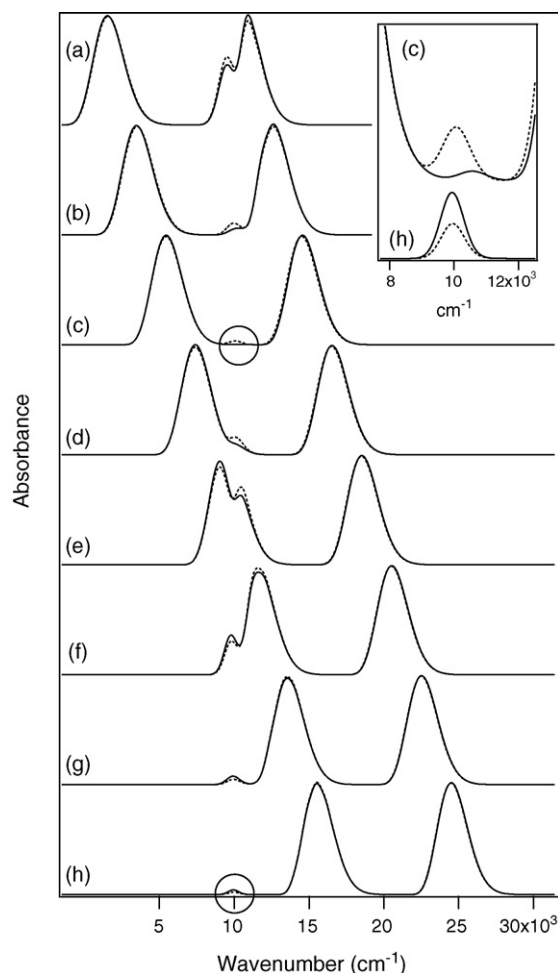 (a)
(b)
(c)
(d)
(e)
(f)
(g)
(h)
(c)
(h)
8 10 12x10³
cm⁻¹
Absorbance
5 10 15 20 25 30x10³
Wavenumber (cm⁻¹)